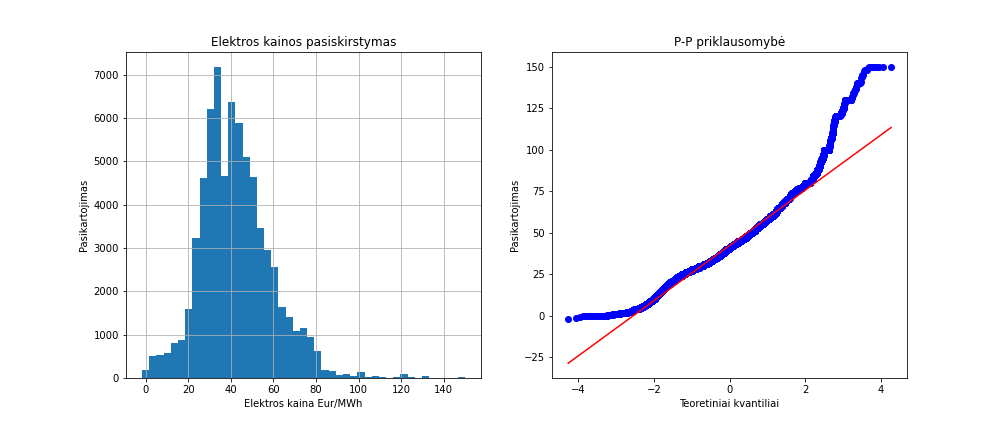 Elektros kainos pasiskirstymas
Pasikartojimas
7000
6000
5000
4000
3000
2000
1000
0
0 20 40 60 80 100 120 140
Elektros kaina Eur/MWh
P-P priklausomybė
Pasikartojimas
150
125
100
75
50
25
0
−25
−4 −2 0 2 4
Teoretiniai kvantiliai